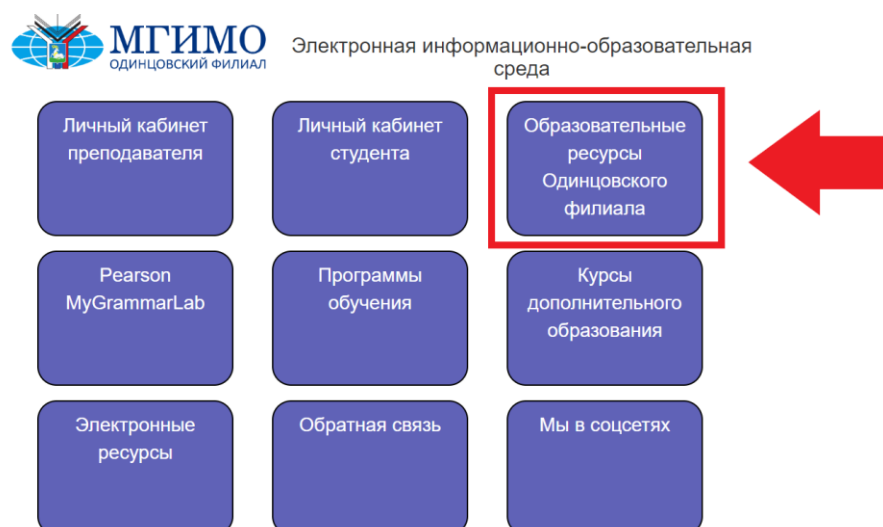 МГИМО
ОДИНЦОВСКИЙ ФИЛИАЛ
Электронная информационно-образовательная
среда
Личный кабинет
преподавателя
Личный кабинет
студента
Образовательные
ресурсы
Одинцовского
филиала
Pearson
MyGrammarLab
Программы
обучения
Курсы
дополнительного
образования
Электронные
ресурсы
Обратная связь
Мы в соцсетях